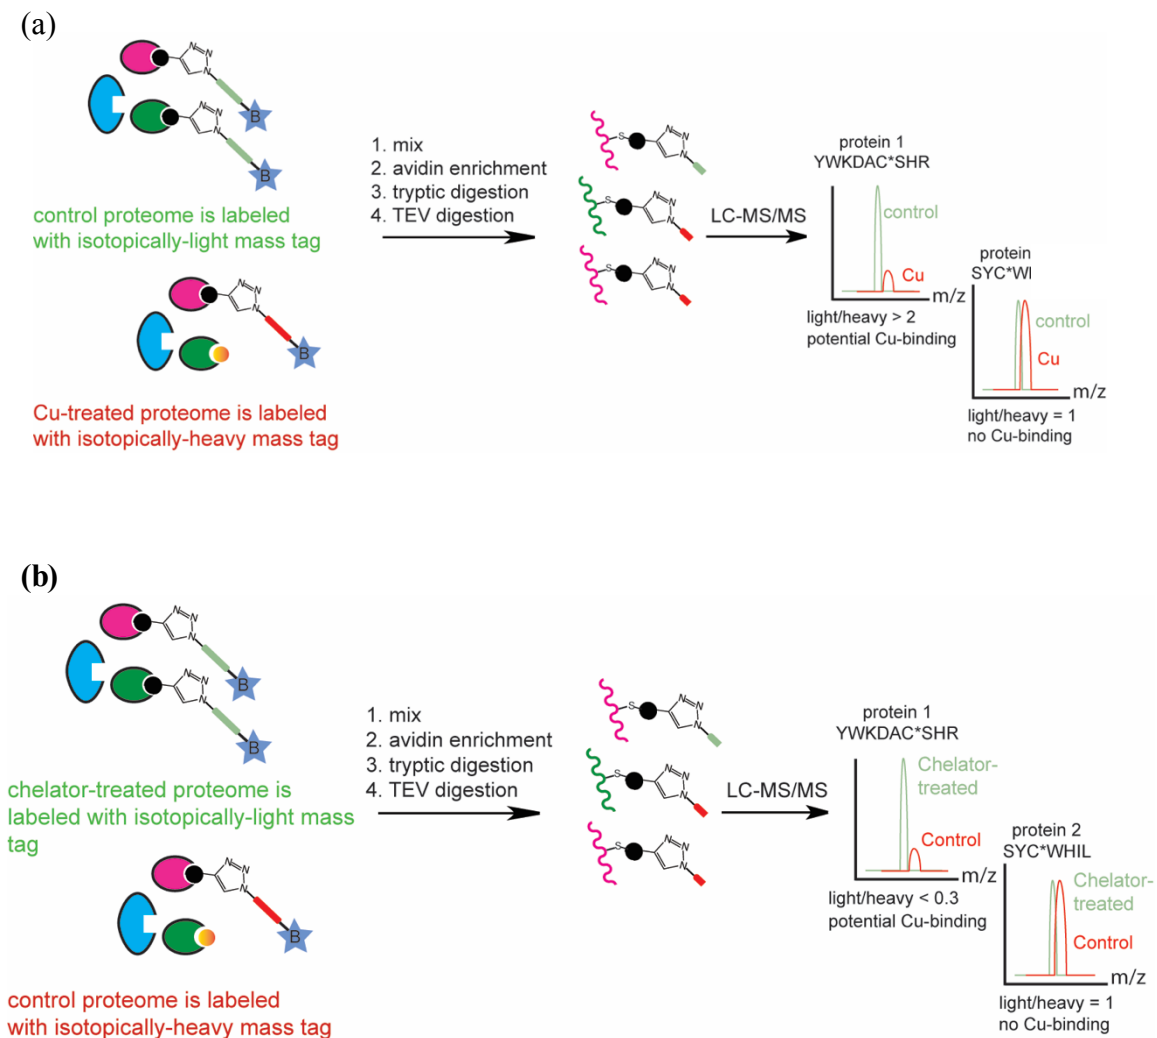 (a)
N
N
N
B
N
N
N
B
control proteome is labeled
with isotopically-light mass tag
N
N
N
B
Cu-treated proteome is labeled
with isotopically-heavy mass tag
1. mix
2. avidin enrichment
3. tryptic digestion
4. TEV digestion
S
N
N
N
S
N
N
N
S
N
N
N
LC-MS/MS
protein 1
YWKDAC*SHR
control
Cu
m/z
light/heavy > 2
potential Cu-binding
protein
SYC*WI
control
Cu
m/z
light/heavy = 1
no Cu-binding
(b)
N
N
N
B
N
N
N
B
chelator-treated proteome is
labeled with isotopically-light mass
tag
N
N
N
B
control proteome is labeled
with isotopically-heavy mass tag
1. mix
2. avidin enrichment
3. tryptic digestion
4. TEV digestion
S
N
N
N
S
N
N
N
S
N
N
N
LC-MS/MS
protein 1
YWKDAC*SHR
Chelator-
treated
Control
m/z
light/heavy < 0.3
potential Cu-binding
protein 2
SYC*WHIL
Chelator-
treated
Control
m/z
light/heavy = 1
no Cu-binding